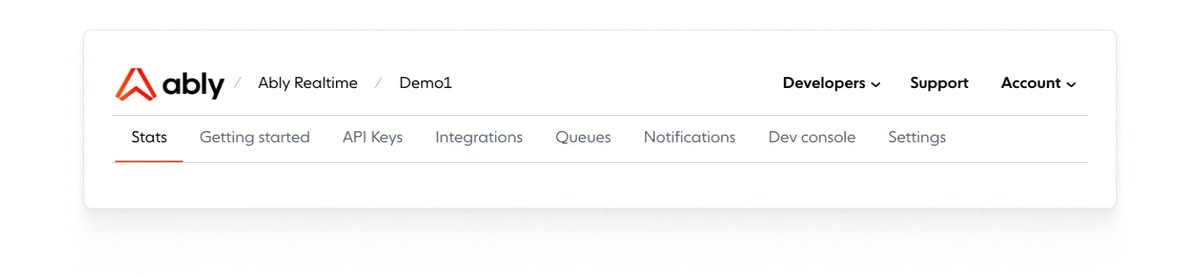 ably / Ably Realtime / Demo1 Developers Support Account
Stats Getting started API Keys Integrations Queues Notifications Dev console Settings